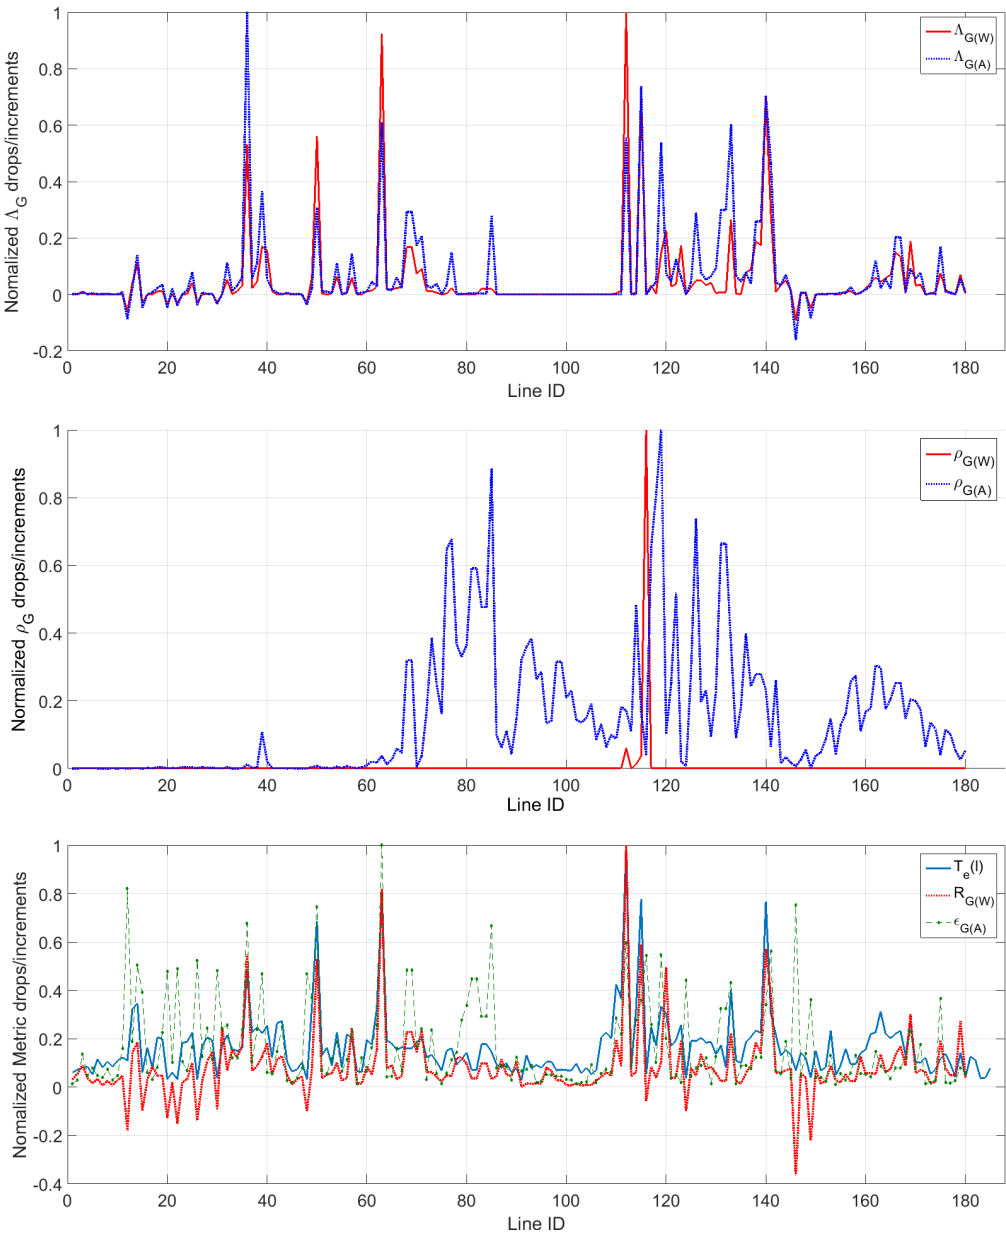 Nomalized Λ_G drops/increments
1
0.8
0.6
0.4
0.2
0
-0.2
0 20 40 60 80 100 120 140 160 180
Line ID
Λ_G(W)
Λ_G(A)
Normalized ρ_G drops/increments
1
0.8
0.6
0.4
0.2
0
0 20 40 60 80 100 120 140 160 180
Line ID
ρ_G(W)
ρ_G(A)
Nomalized Metric drops/increments
1
0.8
0.6
0.4
0.2
0
-0.2
-0.4
0 20 40 60 80 100 120 140 160 180
Line ID
T_e(l)
R_G(W)
ϵ_G(A)